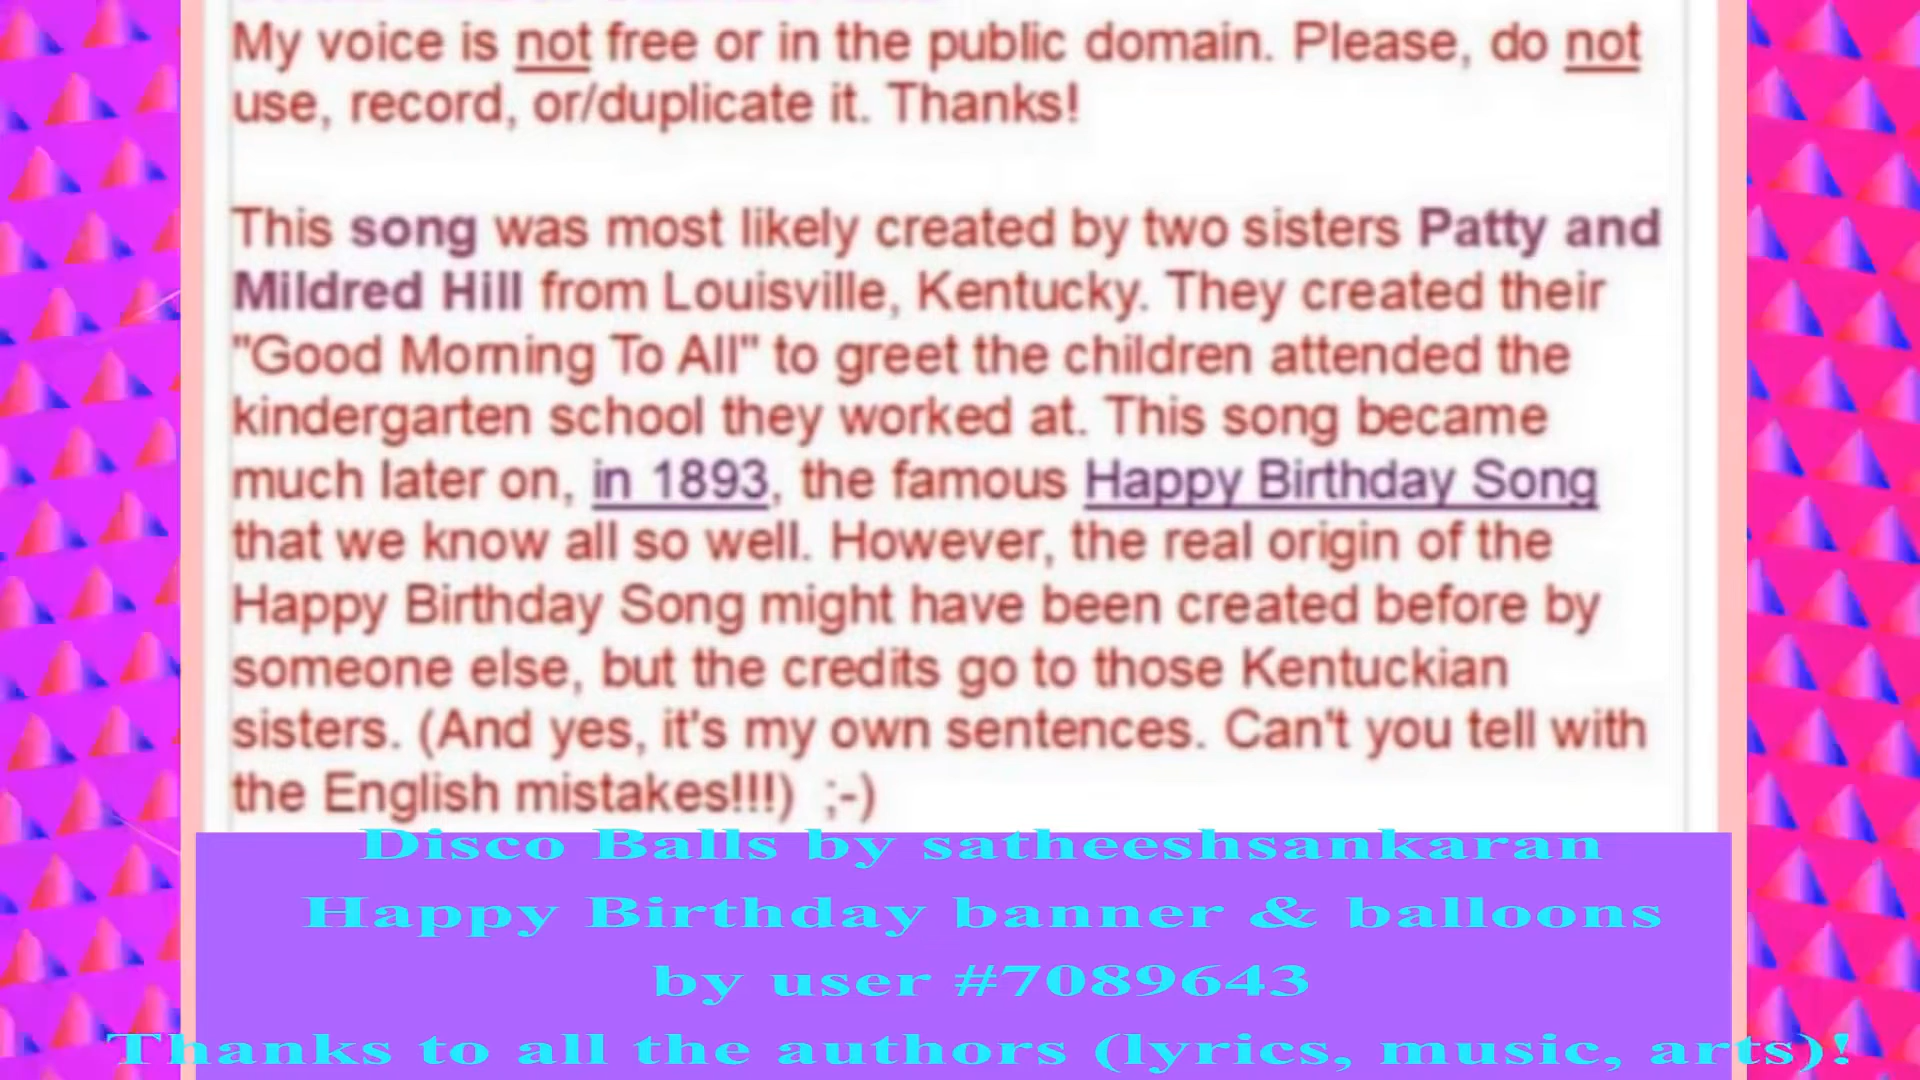 My voice is not free or in the public domain. Please, do not
use, record, or/duplicate it. Thanks!
This song was most likely created by two sisters Patty and
Mildred Hill from Louisville, Kentucky. They created their
"Good Morning To All" to greet the children attended the
kindergarten school they worked at. This song became
much later on, in 1893, the famous Happy Birthday Song
that we know all so well. However, the real origin of the
Happy Birthday Song might have been created before by
someone else, but the credits go to those Kentuckian
sisters. (And yes, it's my own sentences. Can't you tell with
the English mistakes!!!) ;-)
Disco Balls by satheeshsankaran
Happy Birthday banner & balloons
by user #7089643
Thanks to all the authors (lyrics, music, arts)!